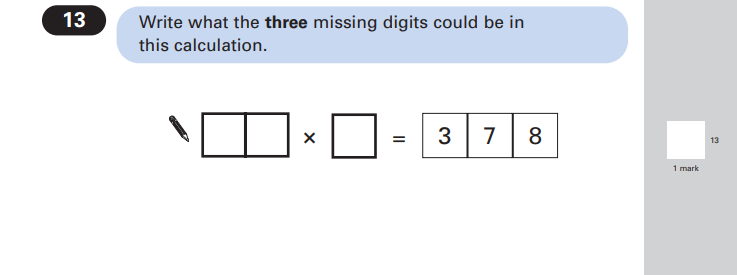 13
Write what the three missing digits could be in
this calculation.
× = 3 7 8
13
1 mark